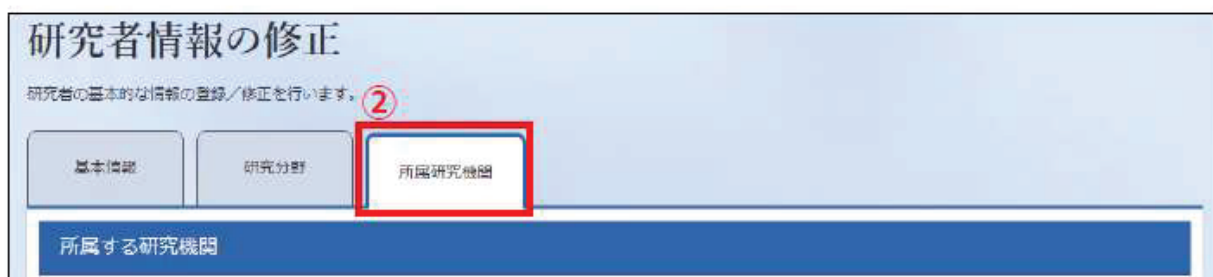 研究者情報の修正
研究者の基本的な情報の登録／修正を行います。
②
基本情報 研究分野 所属研究機関
所属する研究機関